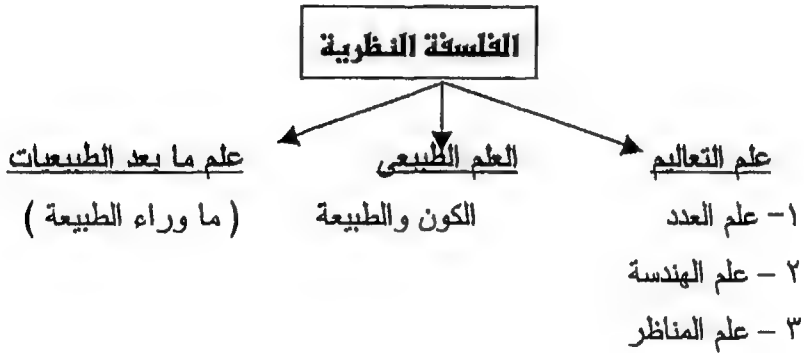 الفلسفة النظرية
علم التعاليم
العلم الطبيعى
علم ما بعد الطبيعيات
١- علم العدد
الكون والطبيعة
( ما وراء الطبيعة )
٢ – علم الهندسة
٣ – علم المناظر